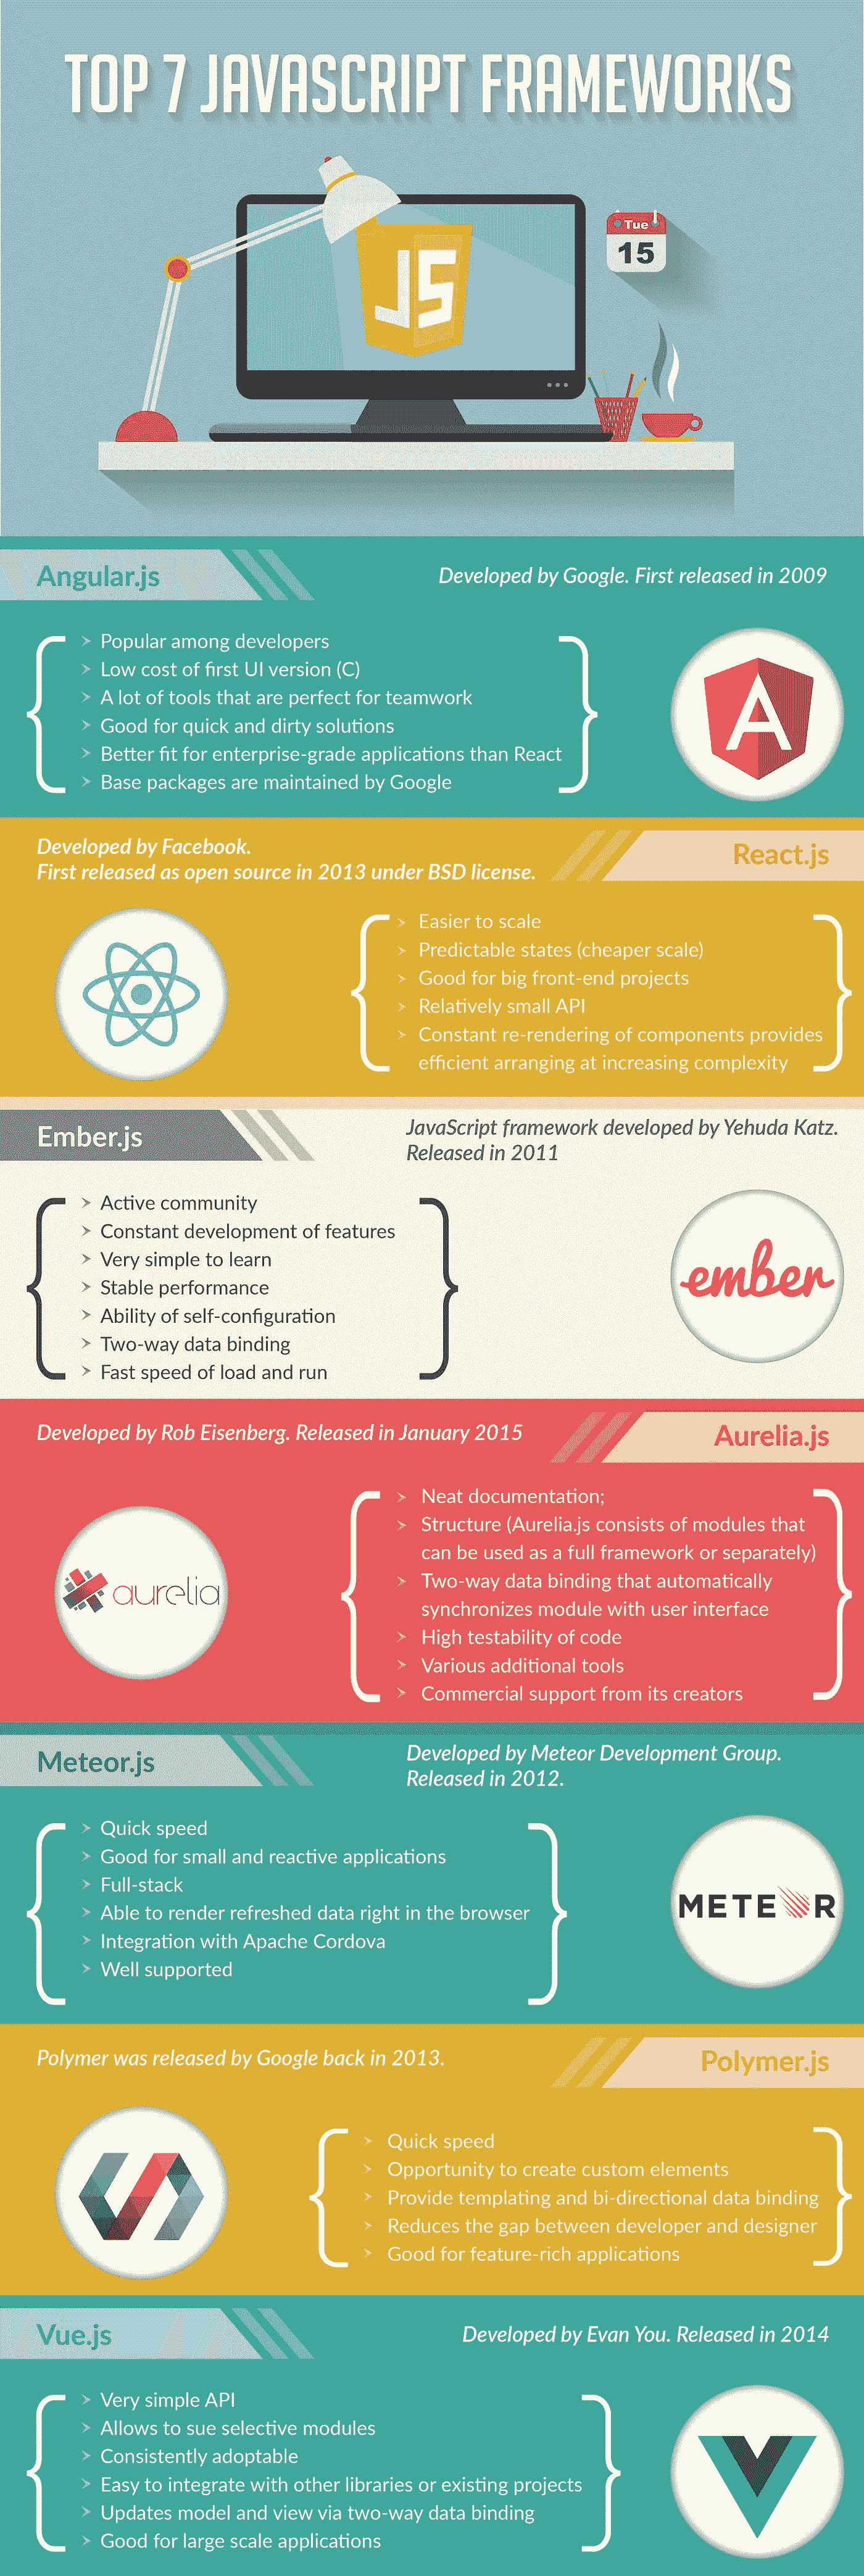 TOP 7 JAVASCRIPT FRAMEWORKS
JS
Tue
15
Angular.js
Developed by Google. First released in 2009
Popular among developers
Low cost of first UI version (C)
A lot of tools that are perfect for teamwork
Good for quick and dirty solutions
Better fit for enterprise-grade applications than React
Base packages are maintained by Google
A
Developed by Facebook.
First released as open source in 2013 under BSD license.
React.js
Easier to scale
Predictable states (cheaper scale)
Good for big front-end projects
Relatively small API
Constant re-rendering of components provides
efficient arranging at increasing complexity
Ember.js
JavaScript framework developed by Yehuda Katz.
Released in 2011
Active community
Constant development of features
Very simple to learn
Stable performance
Ability of self-configuration
Two-way data binding
Fast speed of load and run
ember
Developed by Rob Eisenberg. Released in January 2015
Aurelia.js
Neat documentation;
Structure (Aurelia.js consists of modules that
can be used as a full framework or separately)
Two-way data binding that automatically
synchronizes module with user interface
High testability of code
Various additional tools
Commercial support from its creators
aurelia
Meteor.js
Developed by Meteor Development Group.
Released in 2012.
Quick speed
Good for small and reactive applications
Full-stack
Able to render refreshed data right in the browser
Integration with Apache Cordova
Well supported
METEOR
Polymer was released by Google back in 2013.
Polymer.js
Quick speed
Opportunity to create custom elements
Provide templating and bi-directional data binding
Reduces the gap between developer and designer
Good for feature-rich applications
Vue.js
Developed by Evan You. Released in 2014
Very simple API
Allows to sue selective modules
Consistently adoptable
Easy to integrate with other libraries or existing projects
Updates model and view via two-way data binding
Good for large scale applications